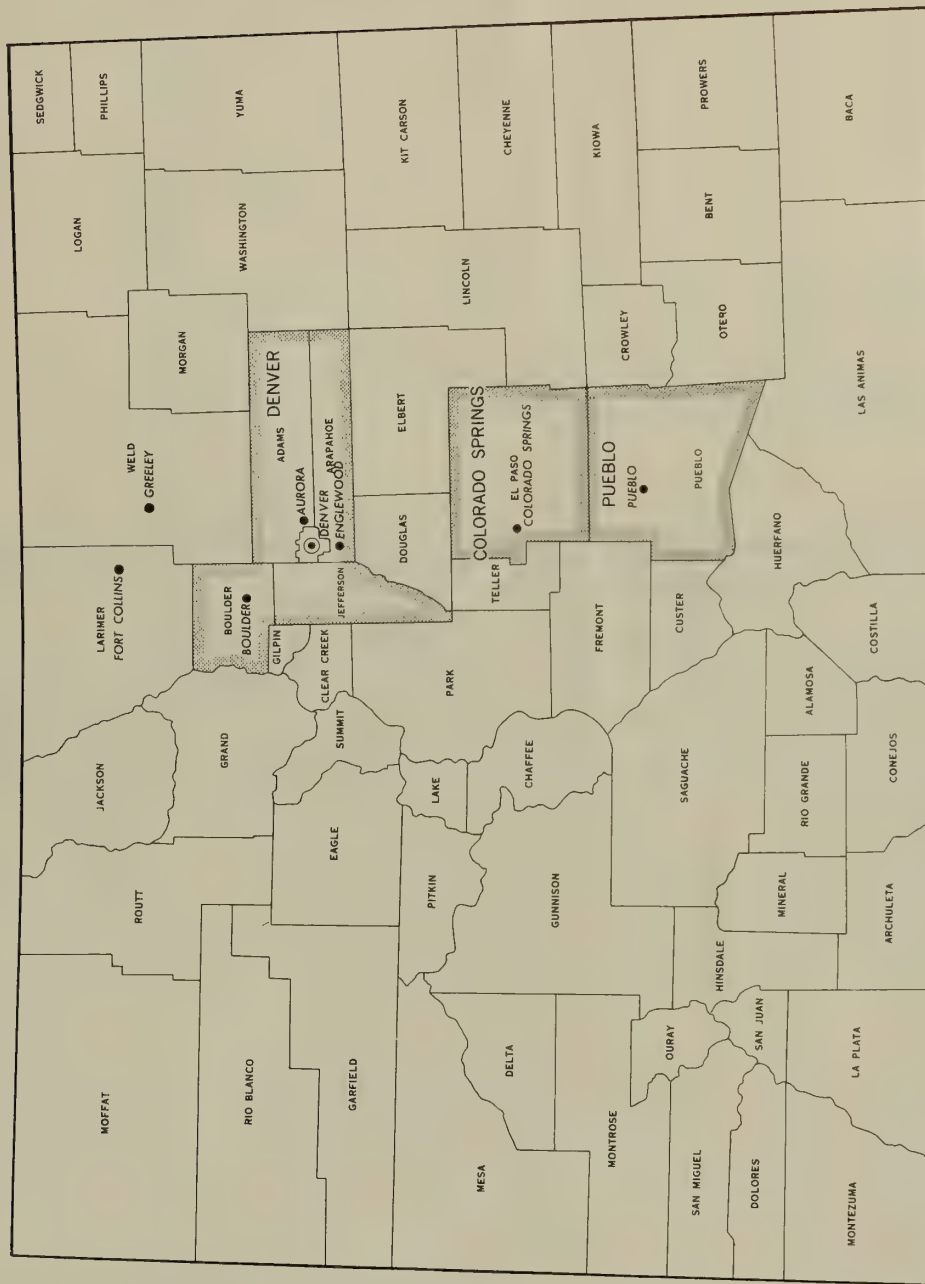 SEDGWICK
PHILLIPS
LOGAN
YUMA
WASHINGTON
MORGAN
WELD
GREELEY
LARIMER
FORT COLLINS
JACKSON
ROUTT
MOFFAT
RIO BLANCO
GARFIELD
GRAND
BOULDER
BOULDER
GILPIN
CLEAR CREEK
SUMMIT
EAGLE
JEFFERSON
ADAMS
DENVER
AURORA
DENVER
ARAPAHOE
ENGLEWOOD
KIT CARSON
CHEYENNE
LINCOLN
ELBERT
DOUGLAS
COLORADO SPRINGS
EL PASO
COLORADO SPRINGS
TELLER
PARK
LAKE
PITKIN
CHAFFEE
GUNNISON
MESA
DELTA
MONTROSE
OURAY
SAN MIGUEL
DOLORES
SAN JUAN
HINSDALE
SAGUACHE
FREMONT
CUSTER
PUEBLO
PUEBLO
PUEBLO
CROWLEY
KIOWA
PROWERS
BENT
OTERO
BACA
LAS ANIMAS
HUERFANO
COSTILLA
ALAMOSA
RIO GRANDE
MINERAL
CONEJOS
ARCHULETA
LA PLATA
MONTEZUMA